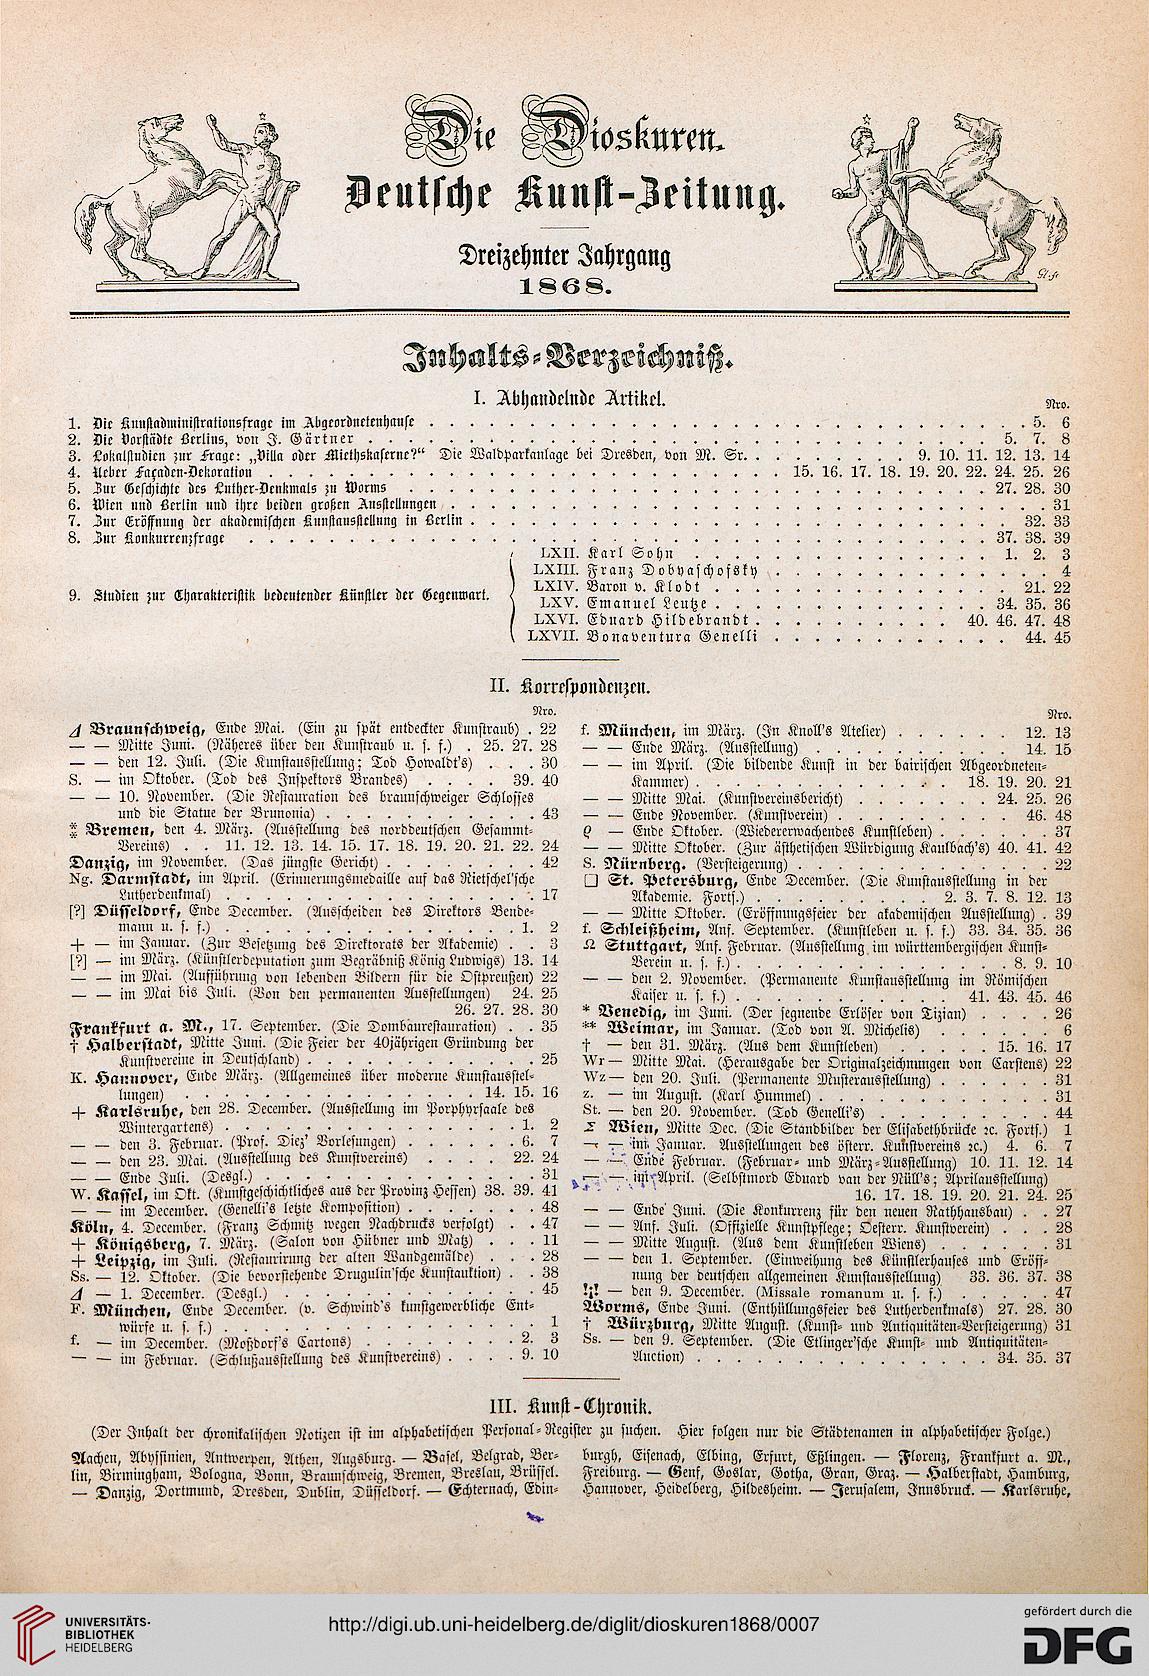 Die Dioskuren.
Deutsche Kunst-Zeitung.
Dreizehnter Jahrgang
1868.
Gl. fc
Inhalts-Verzeichniß.
I. Abhandelnde Artikel.
Nro.
1. Die Kunstadministrationsfrage im Abgeordnetenhause . . . 5. 6
2. Die Vorstädte Berlins, von J. Gärtner . . . 5. 7. 8
3. Lokalstudien zur Frage: „Villa oder Miethskaserne?“ Die Waldparkanlage bei Dresden, von M. Sr. . . . 9. 10. 11. 12. 13. 14
4. Ueber Façaden-Dekoration . . . 15. 16. 17. 18. 19. 20. 22. 24. 25. 26
5. Zur Geschichte des Luther-Denkmals zu Worms . . . 27. 28. 30
6. Wien und Berlin und ihre beiden großen Ausstellungen . . . 31
7. Zur Eröffnung der akademischen Kunstausstellung in Berlin . . . 32. 33
8. Zur Konkurrenzfrage . . . 37. 38. 39
9. Studien zur Charakteristik bedeutender Künstler der Gegenwart.
LXII. Karl Sohn . . . 1. 2. 3
LXIII. Franz Dobyaschofsky . . . 4
LXIV. Baron v. Klodt . . . 21. 22
LXV. Emanuel Leutze . . . 34. 35. 36
LXVI. Eduard Hildebrandt . . . 40. 46. 47. 48
LXVII. Bonaventura Genelli . . . 44. 45
II. Korrespondenzen.
Nro.
⊿ Braunschweig, Ende Mai. (Ein zu spät entdeckter Kunstraub) . 22
— — Mitte Juni. (Näheres über den Kunstraub u. s. f.) . 25. 27. 28
— — den 12. Juli. (Die Kunstausstellung; Tod Howaldt's) . . . 30
S. — im Oktober. (Tod des Inspektors Brandes) . . . 39. 40
— — 10. November. (Die Restauration des braunschweiger Schlosses
und die Statue der Brunonia) . . . 43
⁑ Bremen, den 4. März. (Ausstellung des norddeutschen Gesammt-
Vereins) . . 11. 12. 13. 14. 15. 17. 18. 19. 20. 21. 22. 24
Danzig, im November. (Das jüngste Gericht) . . . 42
Ng. Darmstadt, im April. (Erinnerungsmedaille auf das Rietschel'sche
Lutherdenkmal) . . . 17
[?] Düsseldorf, Ende December. (Ausscheiden des Direktors Bende-
mann u. s. f.) . . . 1. 2
+ — im Januar. (Zur Besetzung des Direktorats der Akademie) . . 3
[?] — im März. (Künstlerdeputation zum Begräbniß König Ludwigs) 13. 14
— — im Mai. (Aufführung von lebenden Bildern für die Ostpreußen) 22
— — im Mai bis Juli. (Von den permanenten Ausstellungen) 24. 25
26. 27. 28. 30
Frankfurt a. M., 17. September. (Die Dombaurestauration) . . 35
† Halberstadt, Mitte Juni. (Die Feier der 40jährigen Gründung der
Kunstvereine in Deutschland) . . . 25
K. Hannover, Ende März. (Allgemeines über moderne Kunstausstel-
lungen) . . . 14. 15. 16
+ Karlsruhe, den 28. December. (Ausstellung im Porphyrsaale des
Wintergartens) . . . 1. 2
— — den 3. Februar. (Prof. Diez' Vorlesungen) . . . 6. 7
— — den 23. Mai. (Ausstellung des Kunstvereins) . . . 22. 24
— — Ende Juli. (Desgl.) . . . 31
W. Kassel, im Okt. (Kunstgeschichtliches aus der Provinz Hessen) 38. 39. 41
— — im December. (Genelli's letzte Komposition) . . . 48
Köln, 4. December. (Franz Schmitz wegen Nachdrucks verfolgt) . . 47
+ Königsberg, 7. März. (Salon von Hübner und Matz) . . . 11
+ Leipzig, im Juli. (Restaurirung der alten Wandgemälde) . . . 28
Ss. — 12. Oktober. (Die bevorstehende Drugulin'sche Kunstauktion) . . 38
⊿ — 1. December. (Desgl.) . . . 45
F. München, Ende December. (v. Schwind's kunstgewerbliche Ent-
würfe u. s. f.) . . . 1
f. — im December. (Moßdorf's Cartons) . . . 2. 3
— — im Februar. (Schlußausstellung des Kunstvereins) . . . 9. 10
Nro.
f. München, im März. (In Knoll's Atelier) . . . 12. 13
— — Ende März. (Ausstellung) . . . 14. 15
— — im April. (Die bildende Kunst in der bairischen Abgeordneten-
Kammer) . . . 18. 19. 20. 21
— — Mitte Mai. (Kunstvereinsbericht) . . . 24. 25. 26
— — Ende November. (Kunstverein) . . . 46. 48
ϱ — Ende Oktober. (Wiedererwachendes Kunstleben) . . . 37
— — Mitte Oktober. (Zur ästhetischen Würdigung Kaulbach's) 40. 41. 42
S. Nürnberg. (Versteigerung) . . . 22
□ St. Petersburg, Ende December. (Die Kunstausstellung in der
Akademie. Forts.) . . . 2. 3. 7. 8. 12. 13
— — Mitte Oktober. (Eröffnungsfeier der akademischen Ausstellung) . 39
f. Schleißheim, Anf. September. (Kunstleben u. s. f.) 33. 34. 35. 36
Ω Stuttgart, Anf. Februar. (Ausstellung im württembergischen Kunst-
Verein u. s. f.) . . . 8. 9. 10
— — den 2. November. (Permanente Kunstausstellung im Römischen
Kaiser u. s. f.) . . . 41. 43. 45. 46
* Venedig, im Juni. (Der segnende Erlöser von Tizian) . . . 26
** Weimar, im Januar. (Tod von A. Michelis) . . . 6
† — den 31. März. (Aus dem Kunstleben) . . . 15. 16. 17
Wr — Mitte Mai. (Herausgabe der Originalzeichnungen von Carstens) 22
Wz — den 20. Juli. (Permanente Musterausstellung) . . . 31
z. — im August. (Karl Hummel) . . . 31
St. — den 20. November. (Tod Genelli's) . . . 44
Σ Wien, Mitte Dec. (Die Standbilder der Elisabethbrücke ꝛc. Forts.) 1
— — im Januar. Ausstellungen des österr. Kunstvereins ꝛc.) 4. 6. 7
— — Ende Februar. (Februar- und März-Ausstellung) 10. 11. 12. 14
— — im April. (Selbstmord Eduard van der Nüll's; Aprilausstellung)
16. 17. 18. 19. 20. 21. 24. 25
— — Ende Juni. (Die Konkurrenz für den neuen Rathhausbau) . . 27
— — Anf. Juli. (Offizielle Kunstpflege; Oesterr. Kunstverein) . . . 28
— — Mitte August. (Aus dem Kunstleben Wiens) . . . 31
— — den 1. September. (Einweihung des Künstlerhauses und Eröff-
nung der deutschen allgemeinen Kunstausstellung) 33. 36. 37. 38
— den 9. December. (Missale romanum u. s. f.) . . . 47
Worms, Ende Juni. (Enthüllungsfeier des Lutherdenkmals) 27. 28. 30
† Würzburg, Mitte August. (Kunst- und Antiquitäten-Versteigerung) 31
Ss. — den 9. September. (Die Etlinger'sche Kunst- und Antiquitäten-
Auction) . . . 34. 35. 37
III. Kunst-Chronik.
(Der Inhalt der chronikalischen Notizen ist im alphabetischen Personal-Register zu suchen. Hier folgen nur die Städtenamen in alphabetischer Folge.)
Aachen, Abyssinien, Antwerpen, Athen, Augsburg. — Basel, Belgrad, Ber-
lin, Birmingham, Bologna, Bonn, Braunschweig, Bremen, Breslau, Brüssel.
— Danzig, Dortmund, Dresden, Dublin, Düsseldorf. — Echternach, Edin-
burgh, Eisenach, Elbing, Erfurt, Eßlingen. — Florenz, Frankfurt a. M.,
Freiburg. — Genf, Goslar, Gotha, Gran, Graz. — Halberstadt, Hamburg,
Hannover, Heidelberg, Hildesheim. — Jerusalem, Innsbruck. — Karlsruhe,
UNIVERSITÄTS-
BIBLIOTHEK
HEIDELBERG
http://digi.ub.uni-heidelberg.de/diglit/dioskuren1868/0007
gefördert durch die
DFG